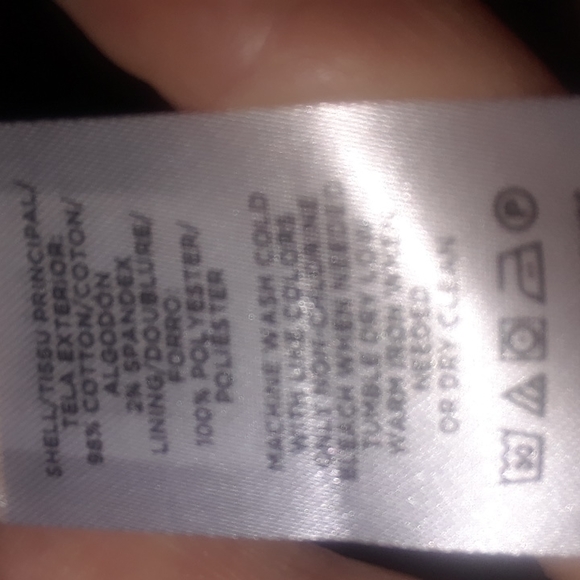 SHELL/TISSU PRINCIPAL/
TELA EXTERIOR:
98% COTTON/COTON/
ALGODÓN
2% SPANDEX
LINING/DOUBLURE/
FORRO:
100% POLYESTER/
POLIÉSTER
MACHINE WASH COLD
WITH LIKE COLORS
ONLY NON-CHLORINE
BLEACH WHEN NEEDED
TUMBLE DRY LOW
WARM IRON WHEN
NEEDED
OR DRY CLEAN
30
P